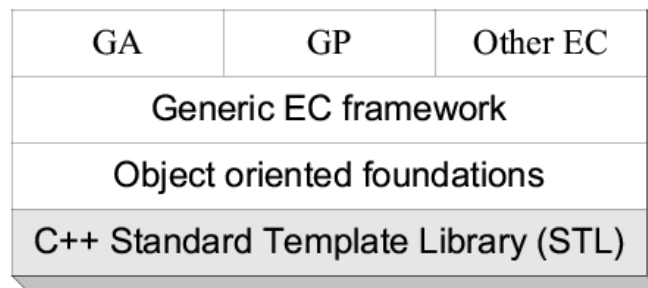 GA GP Other EC
Generic EC framework
Object oriented foundations
C++ Standard Template Library (STL)